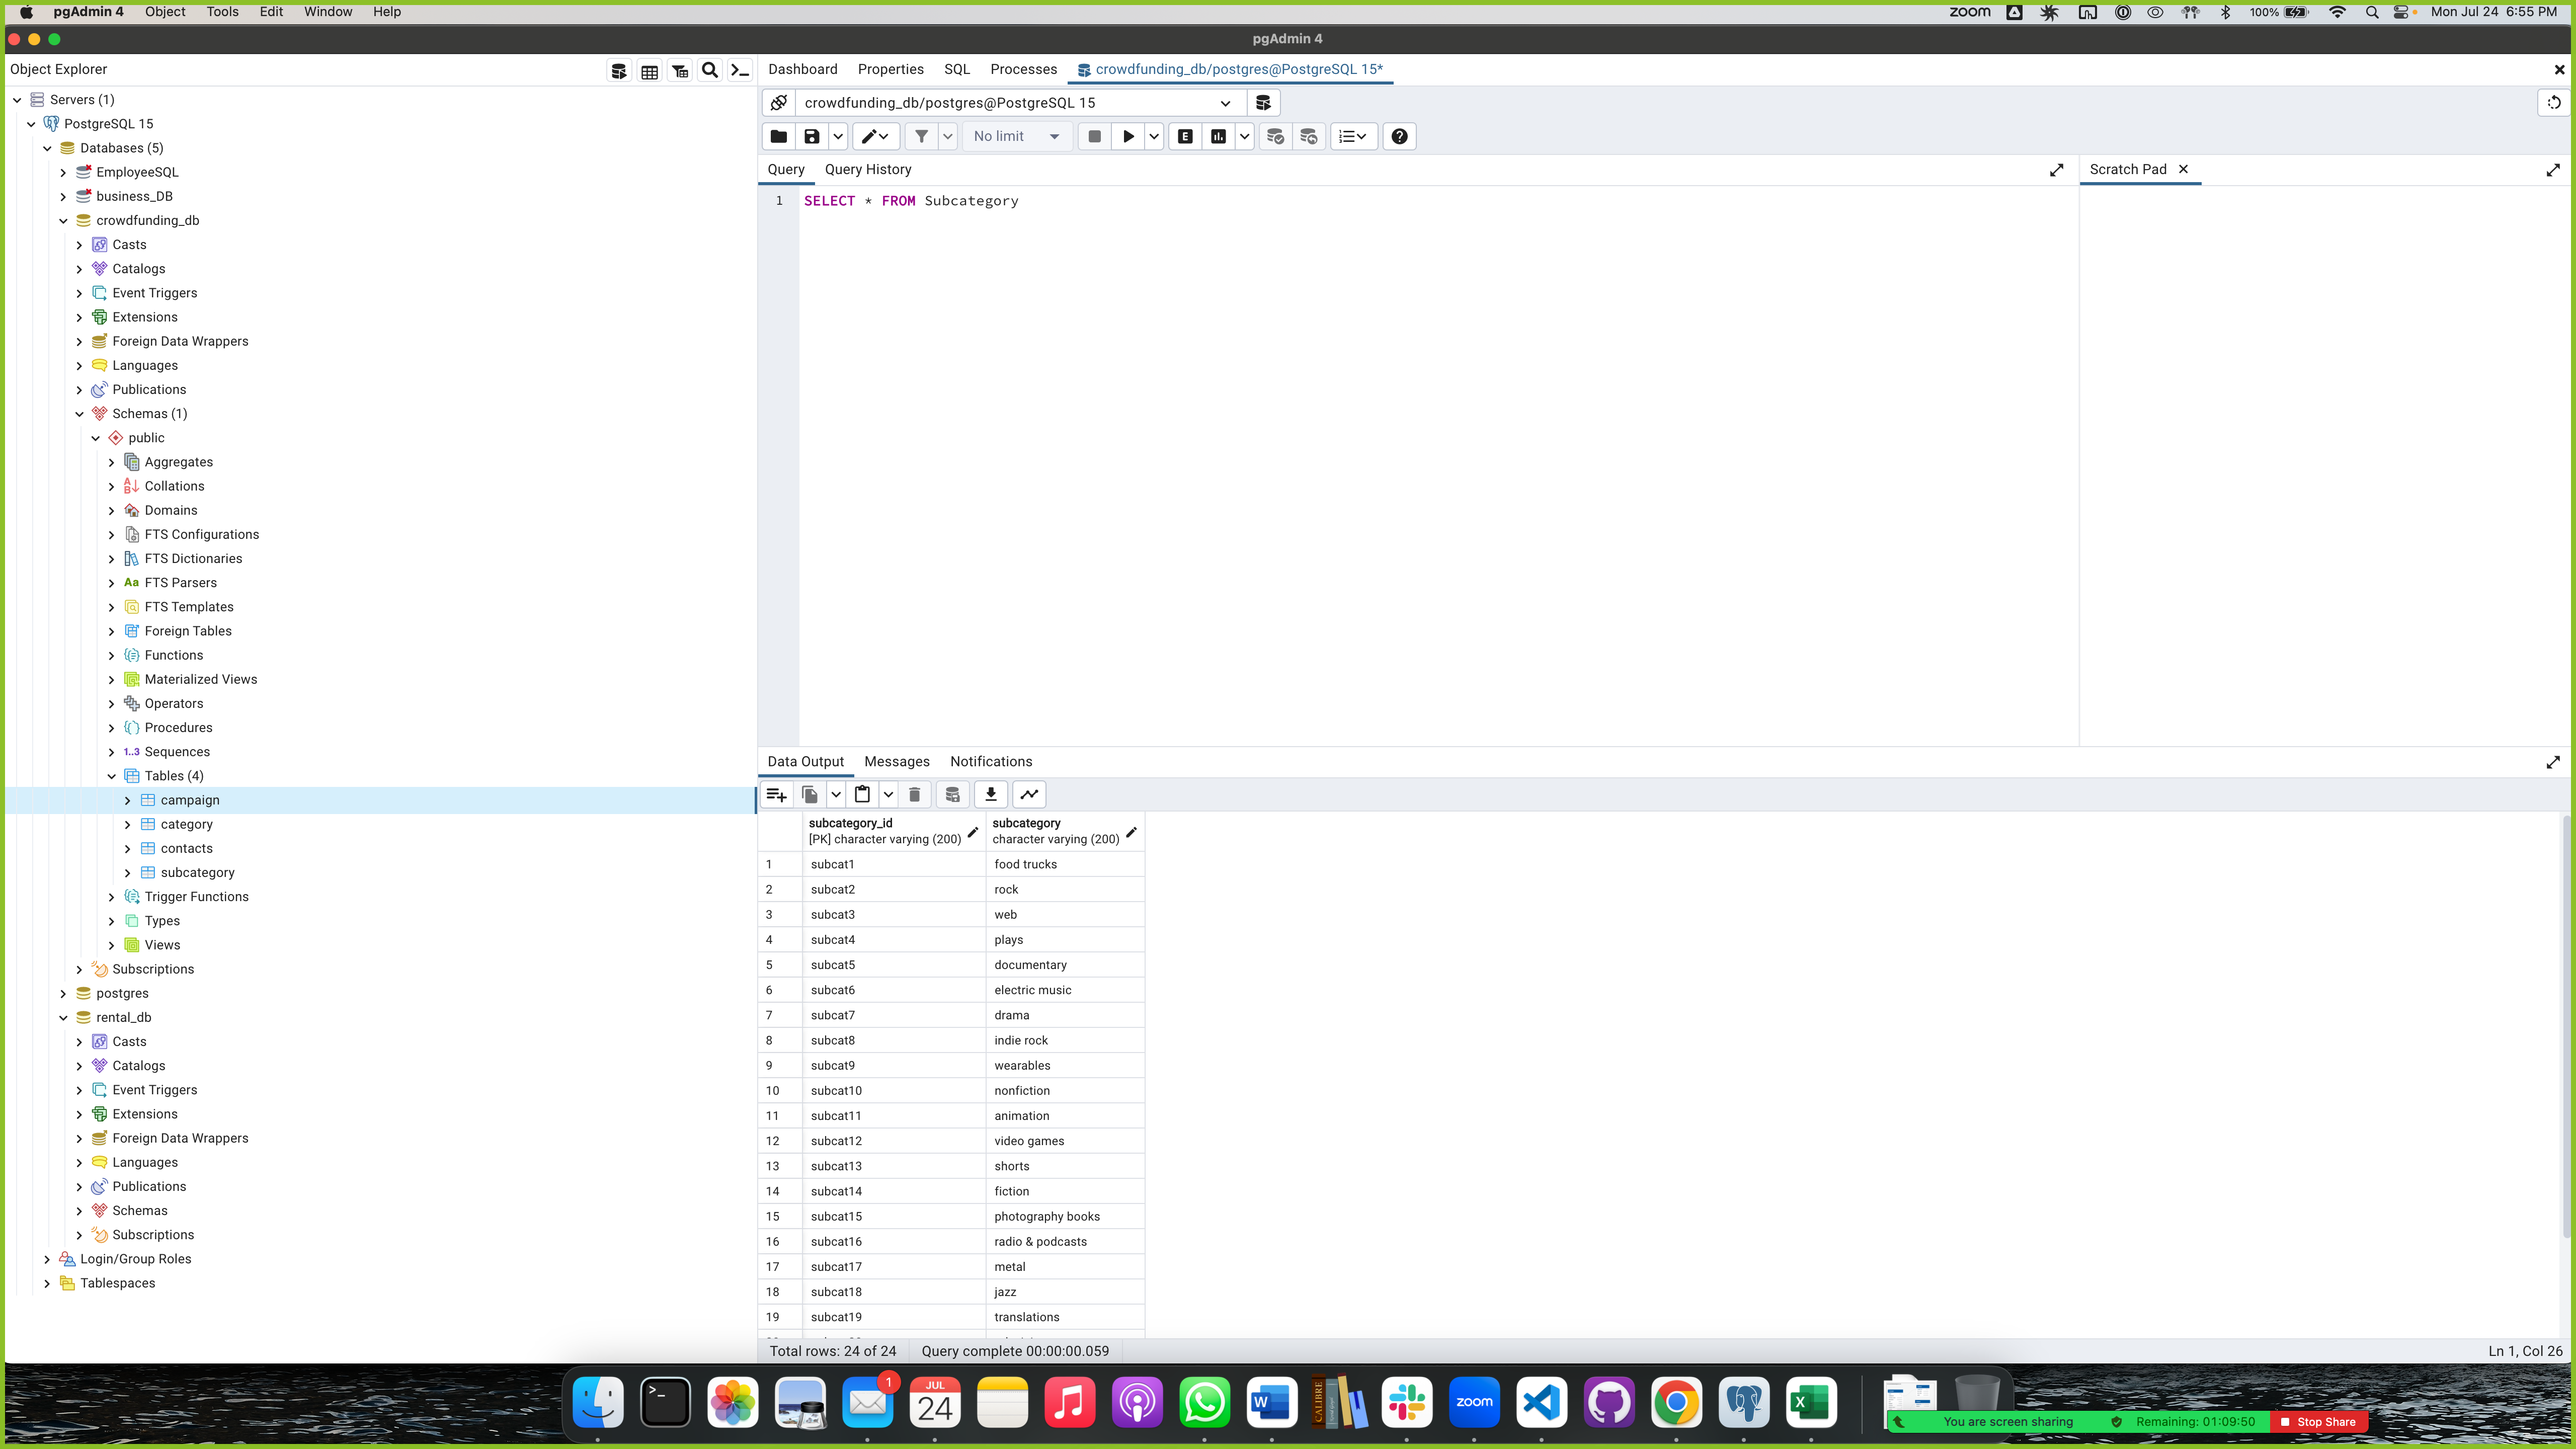 pgAdmin 4 Object Tools Edit Window Help
zoom 100% Mon Jul 24 6:55 PM
pgAdmin 4
Object Explorer
Servers (1)
PostgreSQL 15
Databases (5)
EmployeeSQL
business_DB
crowdfunding_db
Casts
Catalogs
Event Triggers
Extensions
Foreign Data Wrappers
Languages
Publications
Schemas (1)
public
Aggregates
Collations
Domains
FTS Configurations
FTS Dictionaries
Aa FTS Parsers
FTS Templates
Foreign Tables
Functions
Materialized Views
Operators
Procedures
1..3 Sequences
Tables (4)
campaign
category
contacts
subcategory
Trigger Functions
Types
Views
Subscriptions
postgres
rental_db
Casts
Catalogs
Event Triggers
Extensions
Foreign Data Wrappers
Languages
Publications
Schemas
Subscriptions
Login/Group Roles
Tablespaces
Dashboard Properties SQL Processes crowdfunding_db/postgres@PostgreSQL 15*
crowdfunding_db/postgres@PostgreSQL 15
No limit
E
Query Query History
Scratch Pad
1 SELECT * FROM Subcategory
Data Output Messages Notifications
subcategory_id subcategory
[PK] character varying (200) character varying (200)
1 subcat1 food trucks
2 subcat2 rock
3 subcat3 web
4 subcat4 plays
5 subcat5 documentary
6 subcat6 electric music
7 subcat7 drama
8 subcat8 indie rock
9 subcat9 wearables
10 subcat10 nonfiction
11 subcat11 animation
12 subcat12 video games
13 subcat13 shorts
14 subcat14 fiction
15 subcat15 photography books
16 subcat16 radio & podcasts
17 subcat17 metal
18 subcat18 jazz
19 subcat19 translations
Total rows: 24 of 24 Query complete 00:00:00.059
Ln 1, Col 26
1
JUL
24
W
CALIBRE
zoom
X
You are screen sharing Remaining: 01:09:50 Stop Share